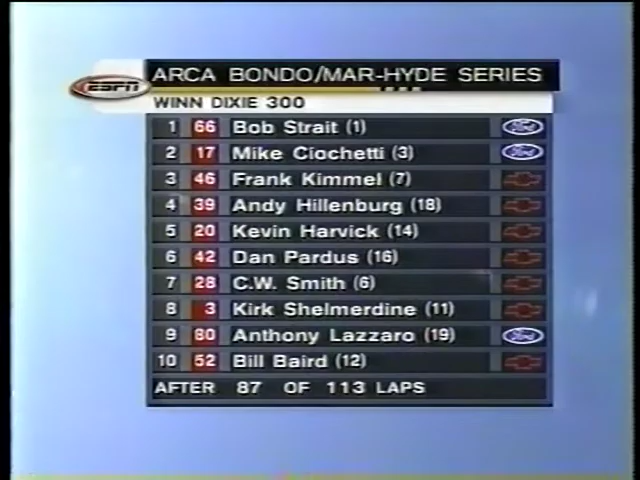 ESPN
ARCA BONDO/MAR-HYDE SERIES
WINN DIXIE 300
1 66 Bob Strait (1) Ford
2 17 Mike Ciochetti (3) Ford
3 46 Frank Kimmel (7)
4 39 Andy Hillenburg (18)
5 20 Kevin Harvick (14)
6 42 Dan Pardus (16)
7 28 C.W. Smith (6)
8 3 Kirk Shelmerdine (11)
9 80 Anthony Lazzaro (19) Ford
10 52 Bill Baird (12)
AFTER 87 OF 113 LAPS